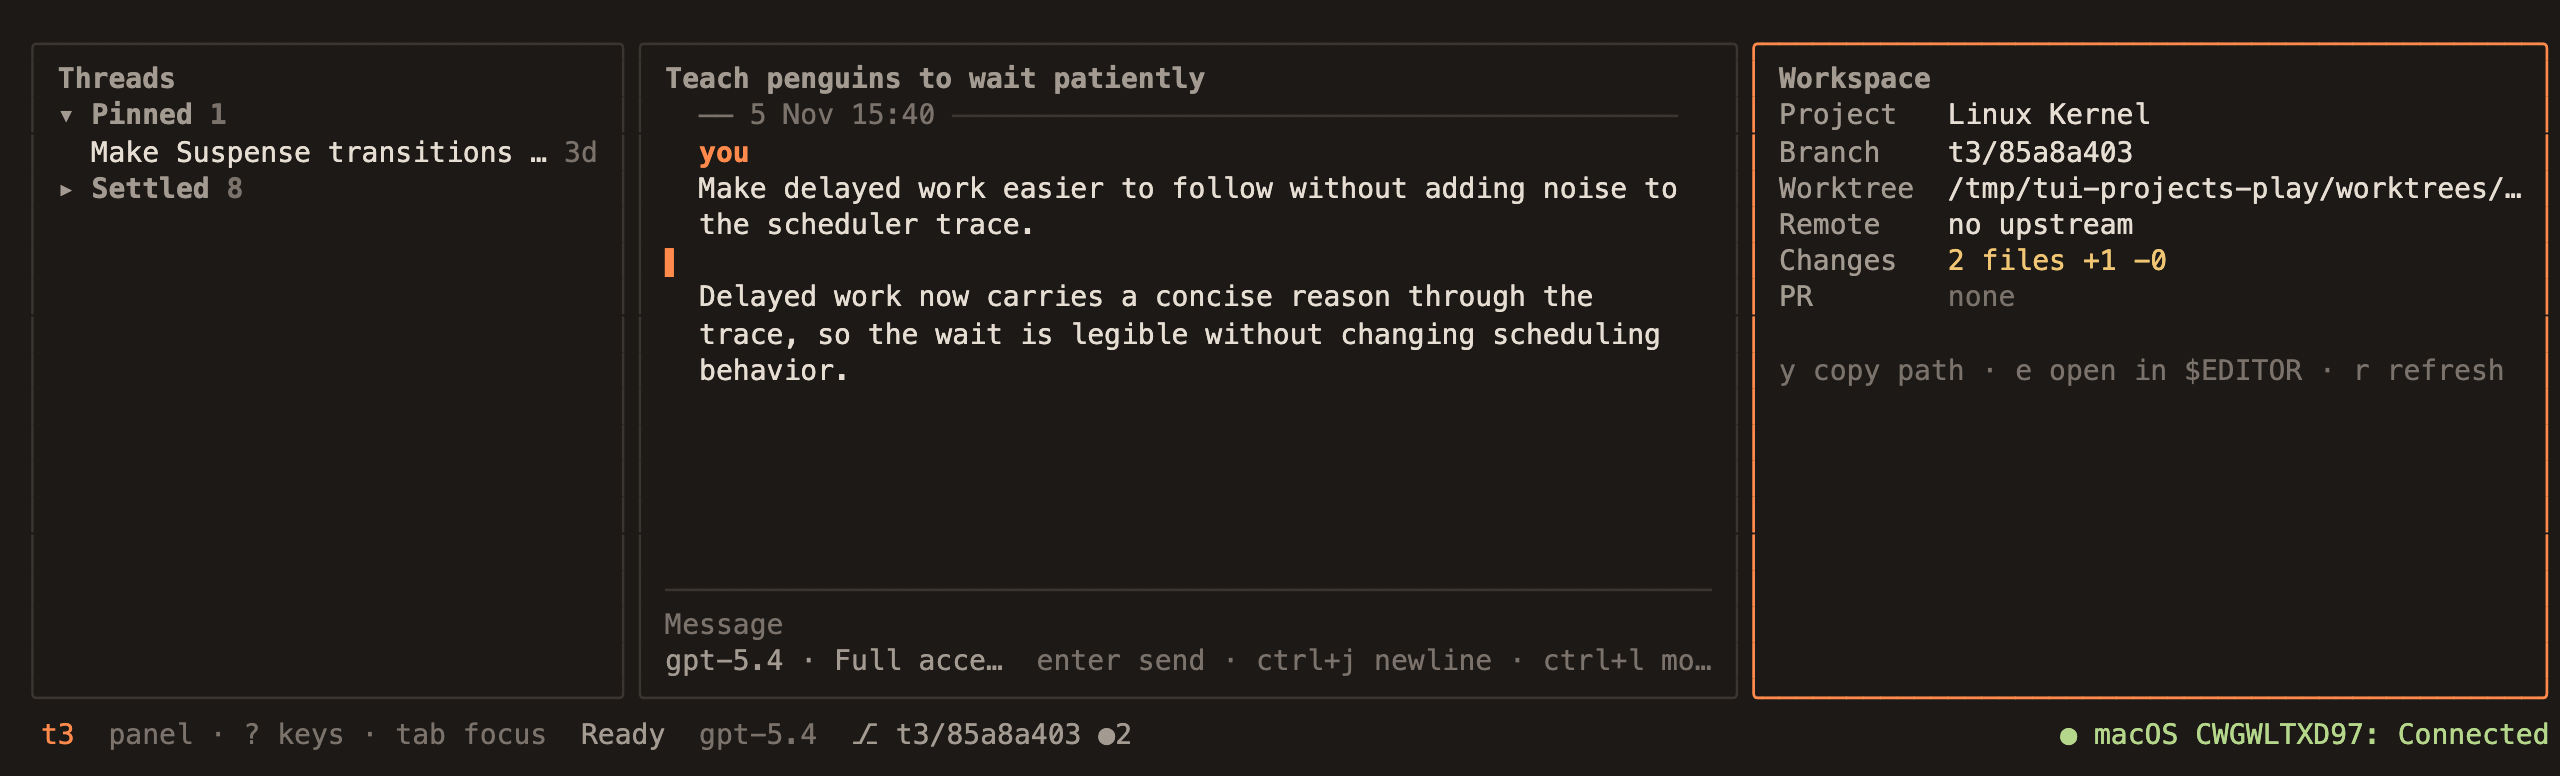 Threads
▾ Pinned 1
Make Suspense transitions … 3d
▸ Settled 8
Teach penguins to wait patiently
5 Nov 15:40
you
Make delayed work easier to follow without adding noise to
the scheduler trace.
Delayed work now carries a concise reason through the
trace, so the wait is legible without changing scheduling
behavior.
Message
gpt-5.4 · Full acce… enter send · ctrl+j newline · ctrl+l mo…
Workspace
Project Linux Kernel
Branch t3/85a8a403
Worktree /tmp/tui-projects-play/worktrees/…
Remote no upstream
Changes 2 files +1 -0
PR none
y copy path · e open in $EDITOR · r refresh
t3 panel · ? keys · tab focus Ready gpt-5.4 ⎇ t3/85a8a403 ●2 ● macOS CWGWLTXD97: Connected